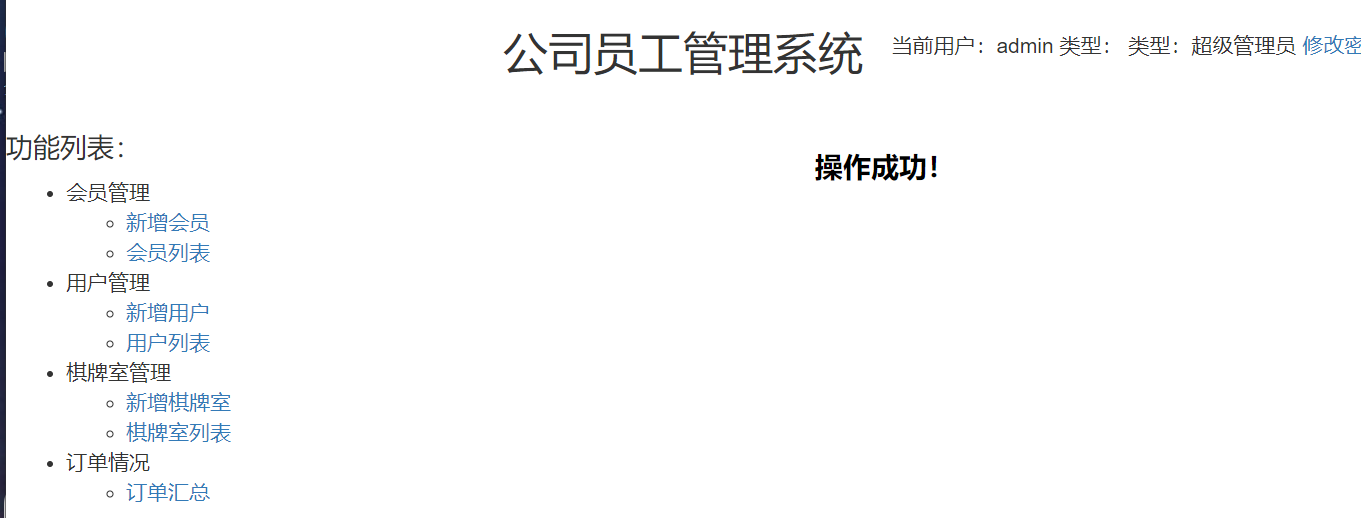 公司员工管理系统
当前用户：admin 类型： 类型：超级管理员 修改密
功能列表：
操作成功！
会员管理
新增会员
会员列表
用户管理
新增用户
用户列表
棋牌室管理
新增棋牌室
棋牌室列表
订单情况
订单汇总